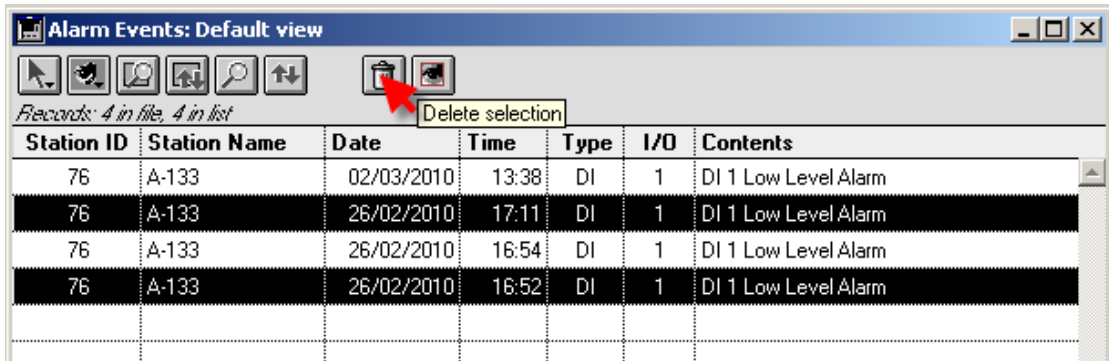 Alarm Events: Default view
Records: 4 in file, 4 in list
Delete selection
Station ID Station Name Date Time Type I/O Contents
76 A-133 02/03/2010 13:38 DI 1 DI 1 Low Level Alarm
76 A-133 26/02/2010 17:11 DI 1 DI 1 Low Level Alarm
76 A-133 26/02/2010 16:54 DI 1 DI 1 Low Level Alarm
76 A-133 26/02/2010 16:52 DI 1 DI 1 Low Level Alarm